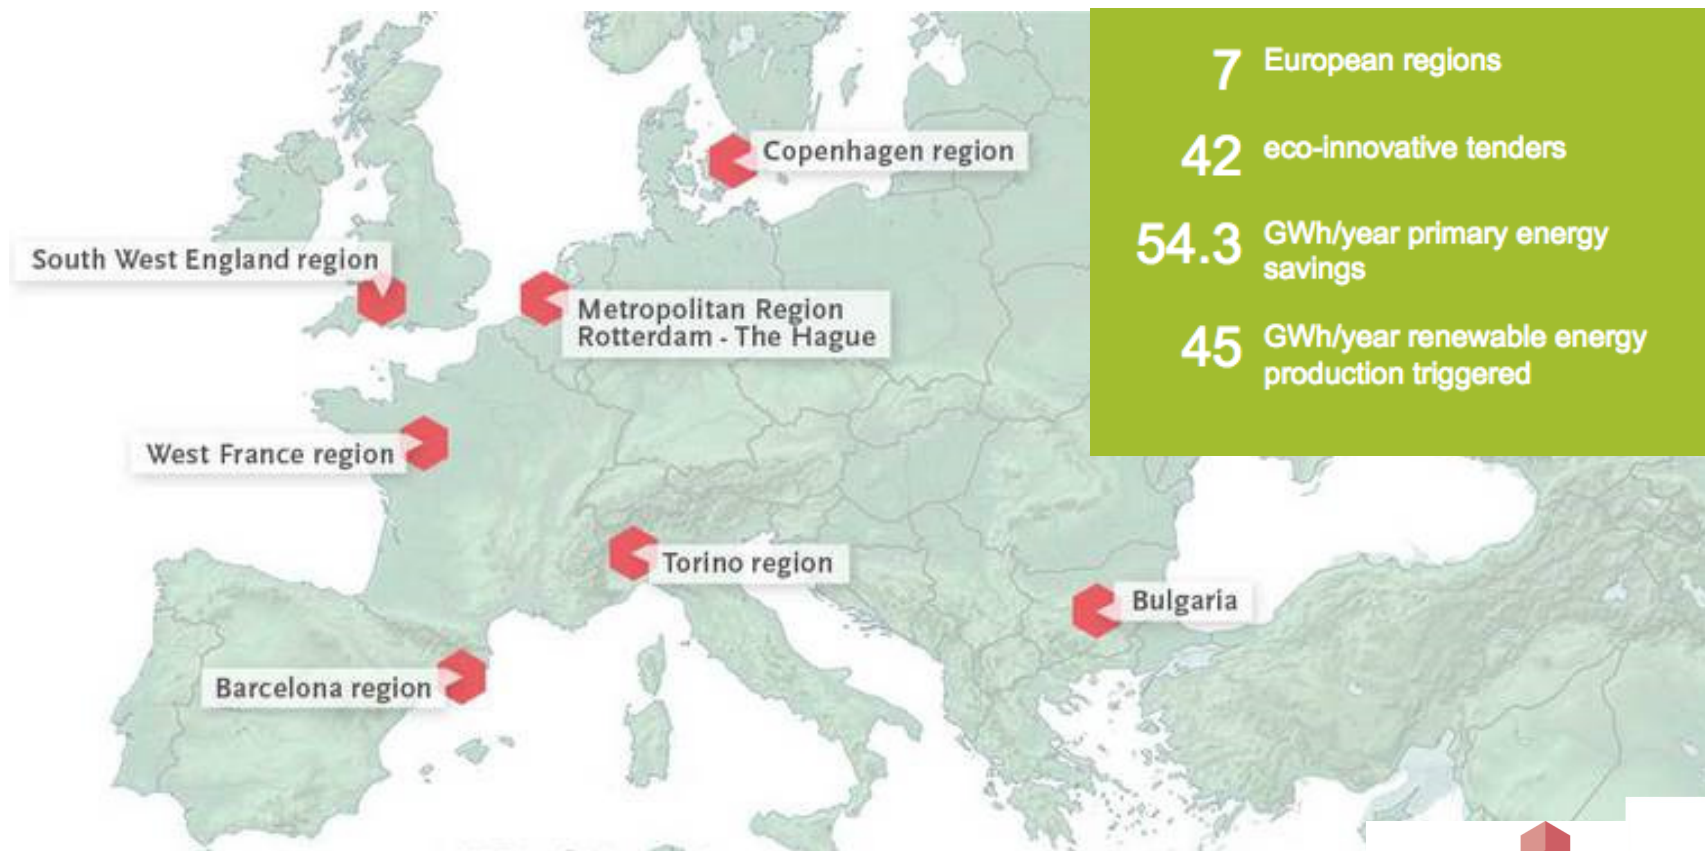 7 European regions
42 eco-innovative tenders
54.3 GWh/year primary energy
savings
45 GWh/year renewable energy
production triggered
Copenhagen region
South West England region
Metropolitan Region
Rotterdam - The Hague
West France region
Torino region
Bulgaria
Barcelona region